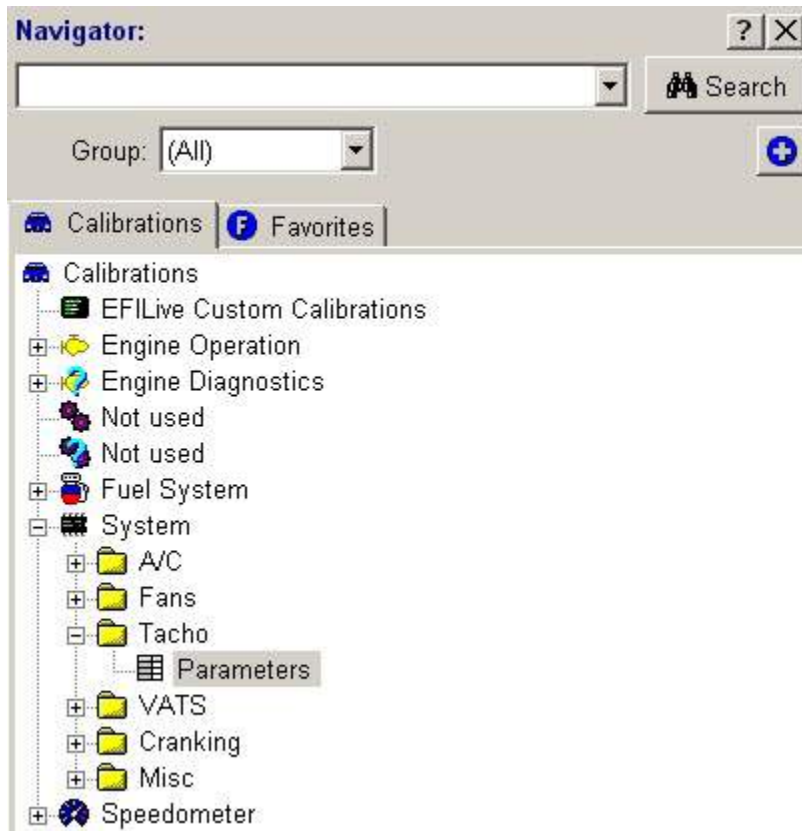 Navigator:
Search
Group: (All)
Calibrations Favorites
Calibrations
EFILive Custom Calibrations
Engine Operation
Engine Diagnostics
Not used
Not used
Fuel System
System
A/C
Fans
Tacho
Parameters
VATS
Cranking
Misc
Speedometer